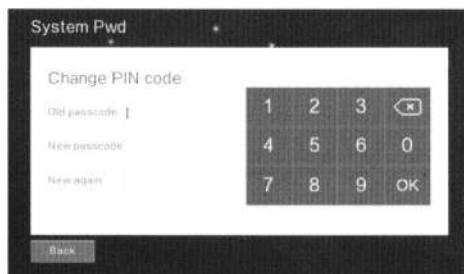 System Pwd
Change PIN code
Old passcode
New passcode
New again
1 2 3
4 5 6 0
7 8 9 OK
Back